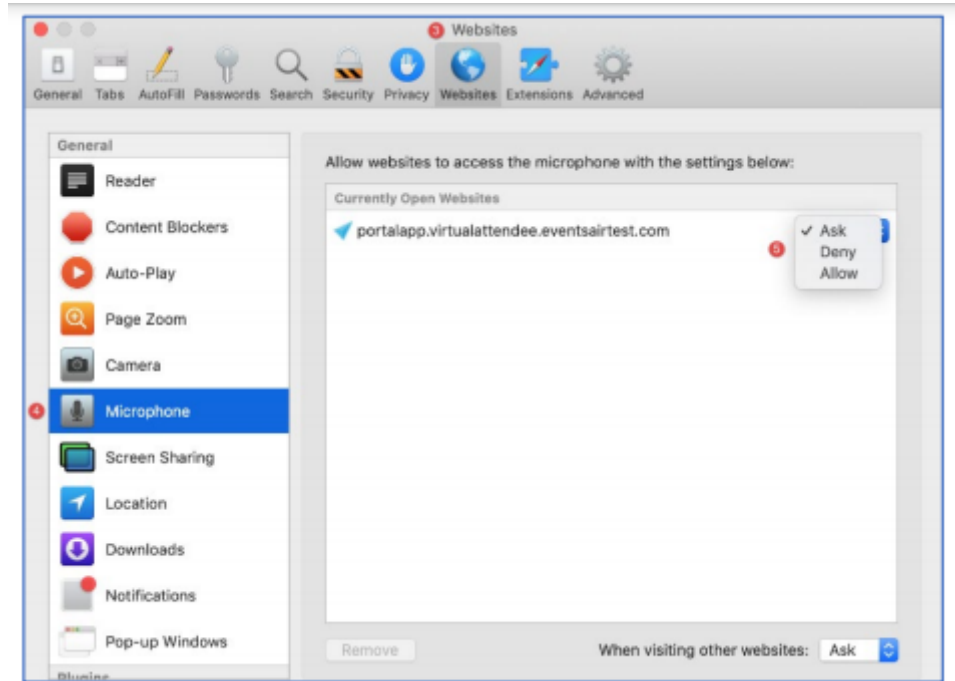 3 Websites
General Tabs AutoFill Passwords Search Security Privacy Websites Extensions Advanced
General
Reader
Content Blockers
Auto-Play
Page Zoom
Camera
4 Microphone
Screen Sharing
Location
Downloads
Notifications
Pop-up Windows
Plugins
Allow websites to access the microphone with the settings below:
Currently Open Websites
portalapp.virtualattendee.eventsairtest.com
5
✓ Ask
Deny
Allow
Remove
When visiting other websites: Ask